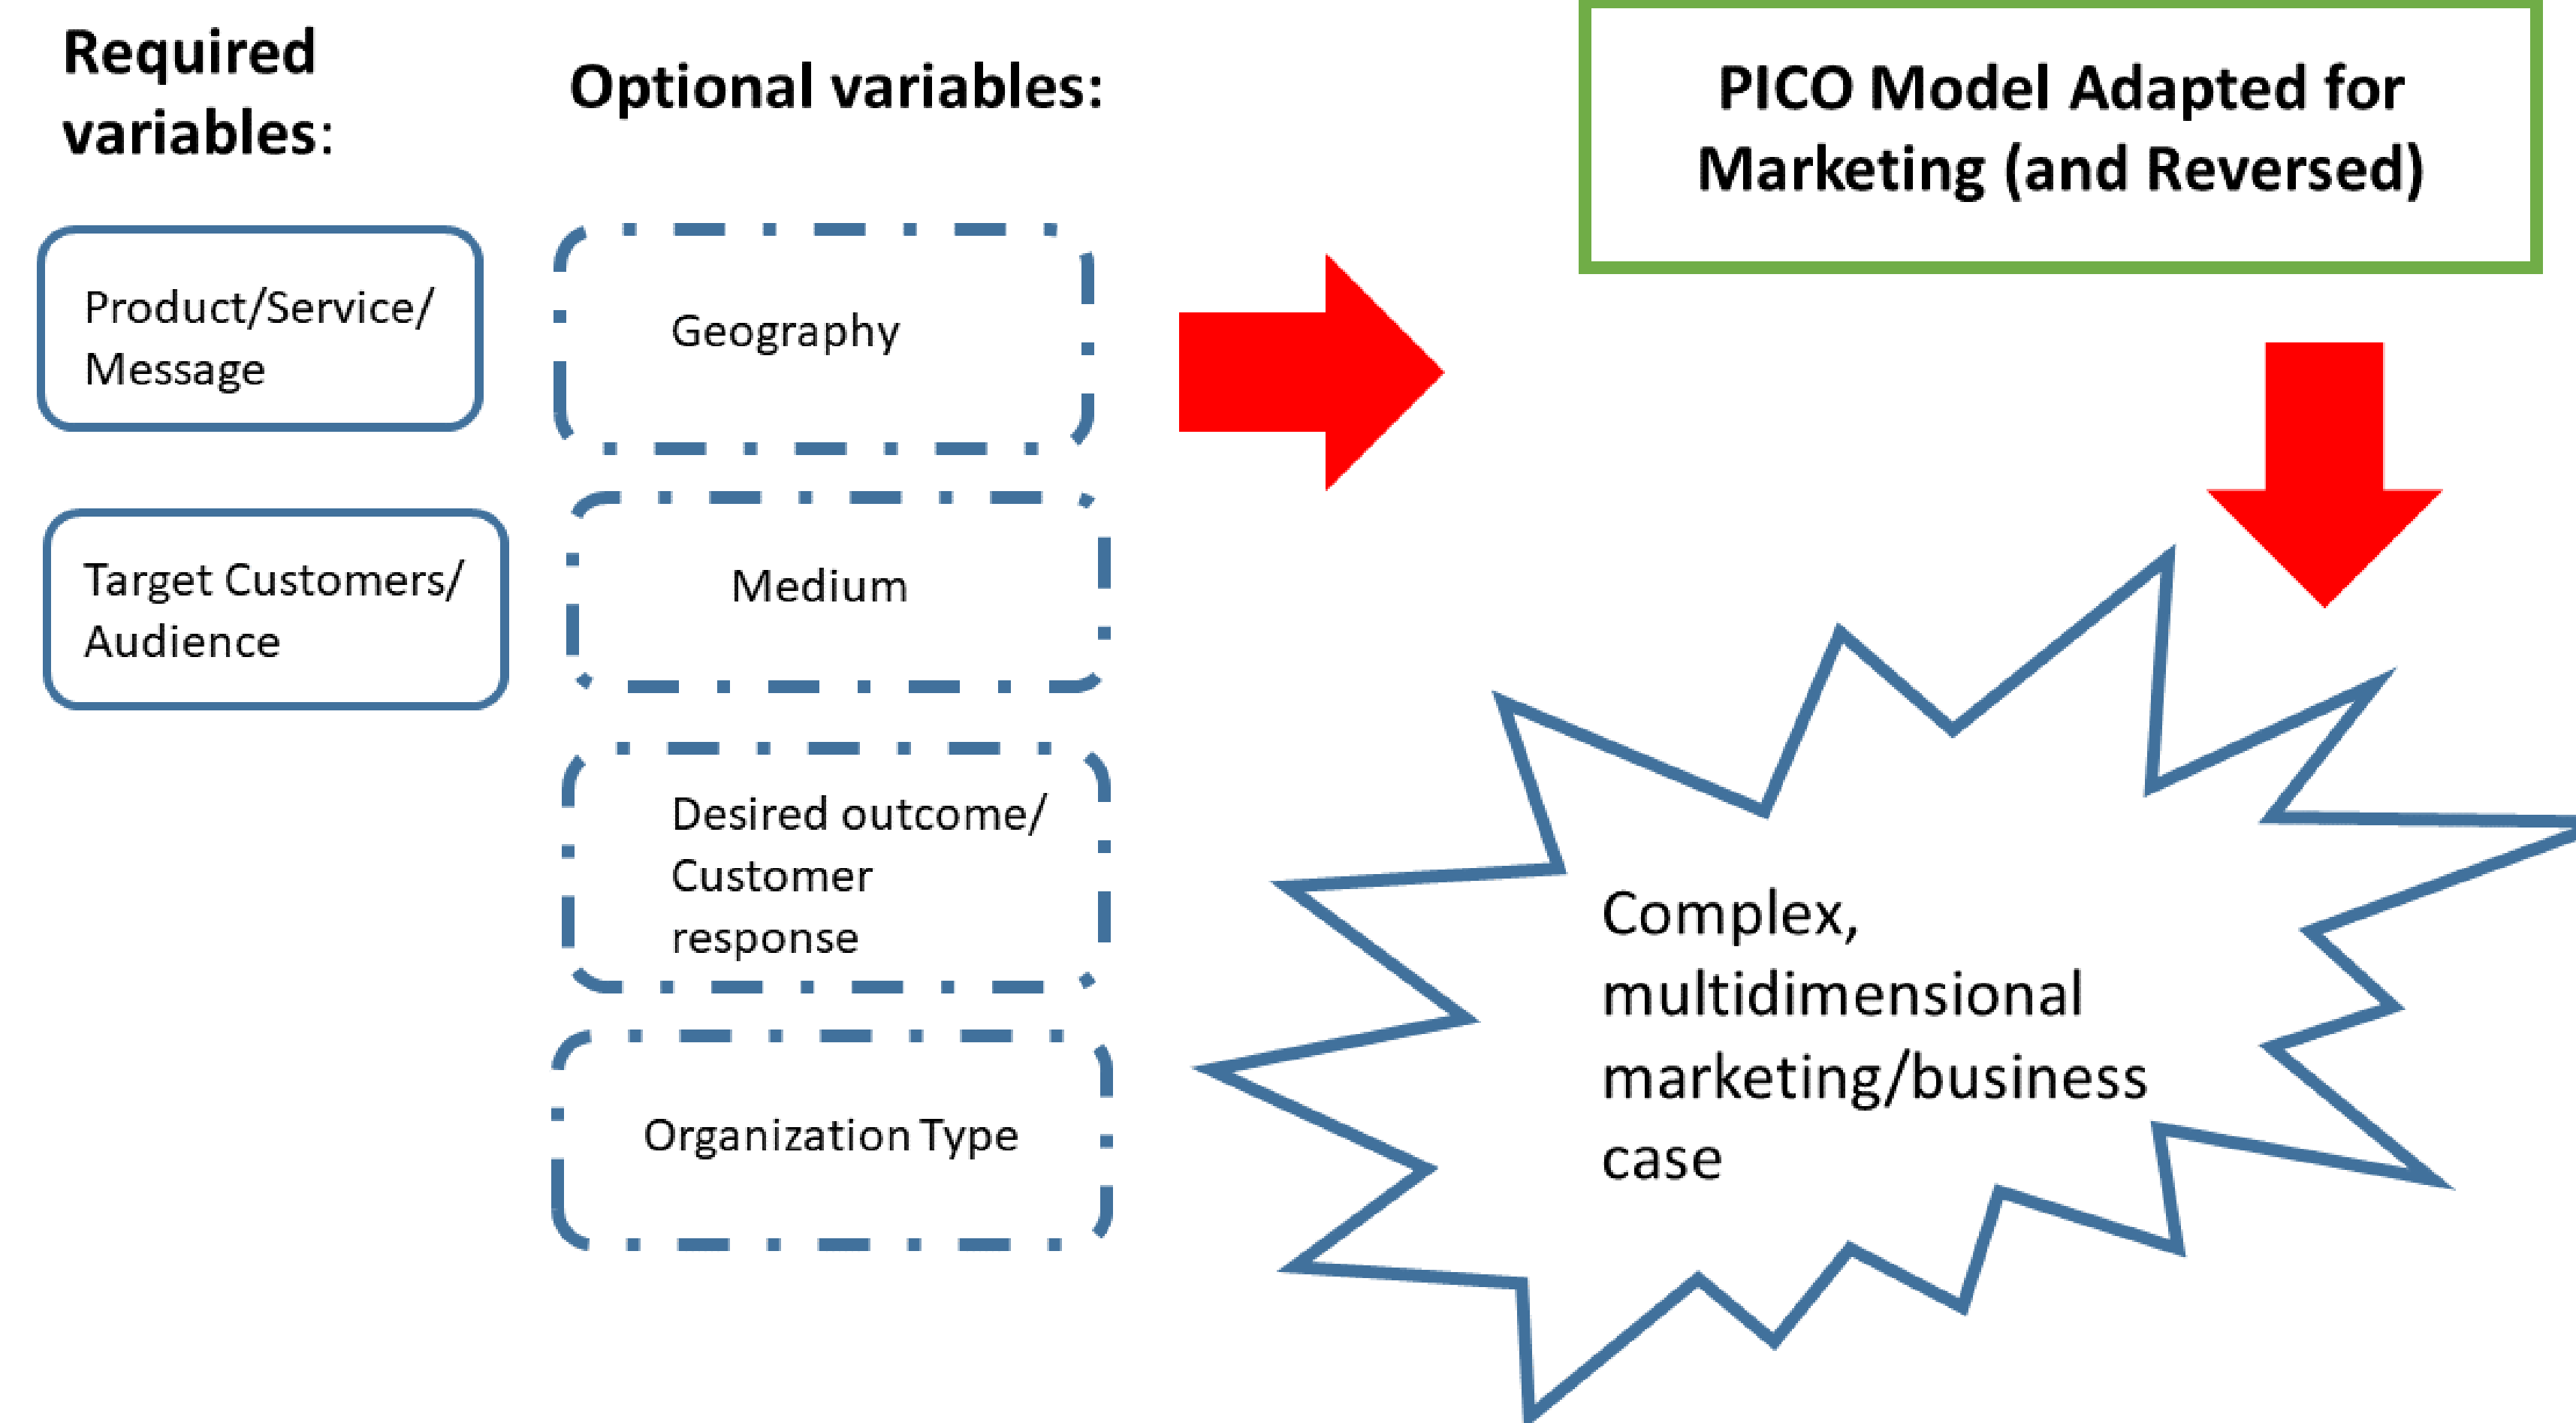 Required
variables:
Product/Service/
Message
Target Customers/
Audience
Optional variables:
Geography
Medium
Desired outcome/
Customer
response
Organization Type
PICO Model Adapted for
Marketing (and Reversed)
Complex,
multidimensional
marketing/business
case